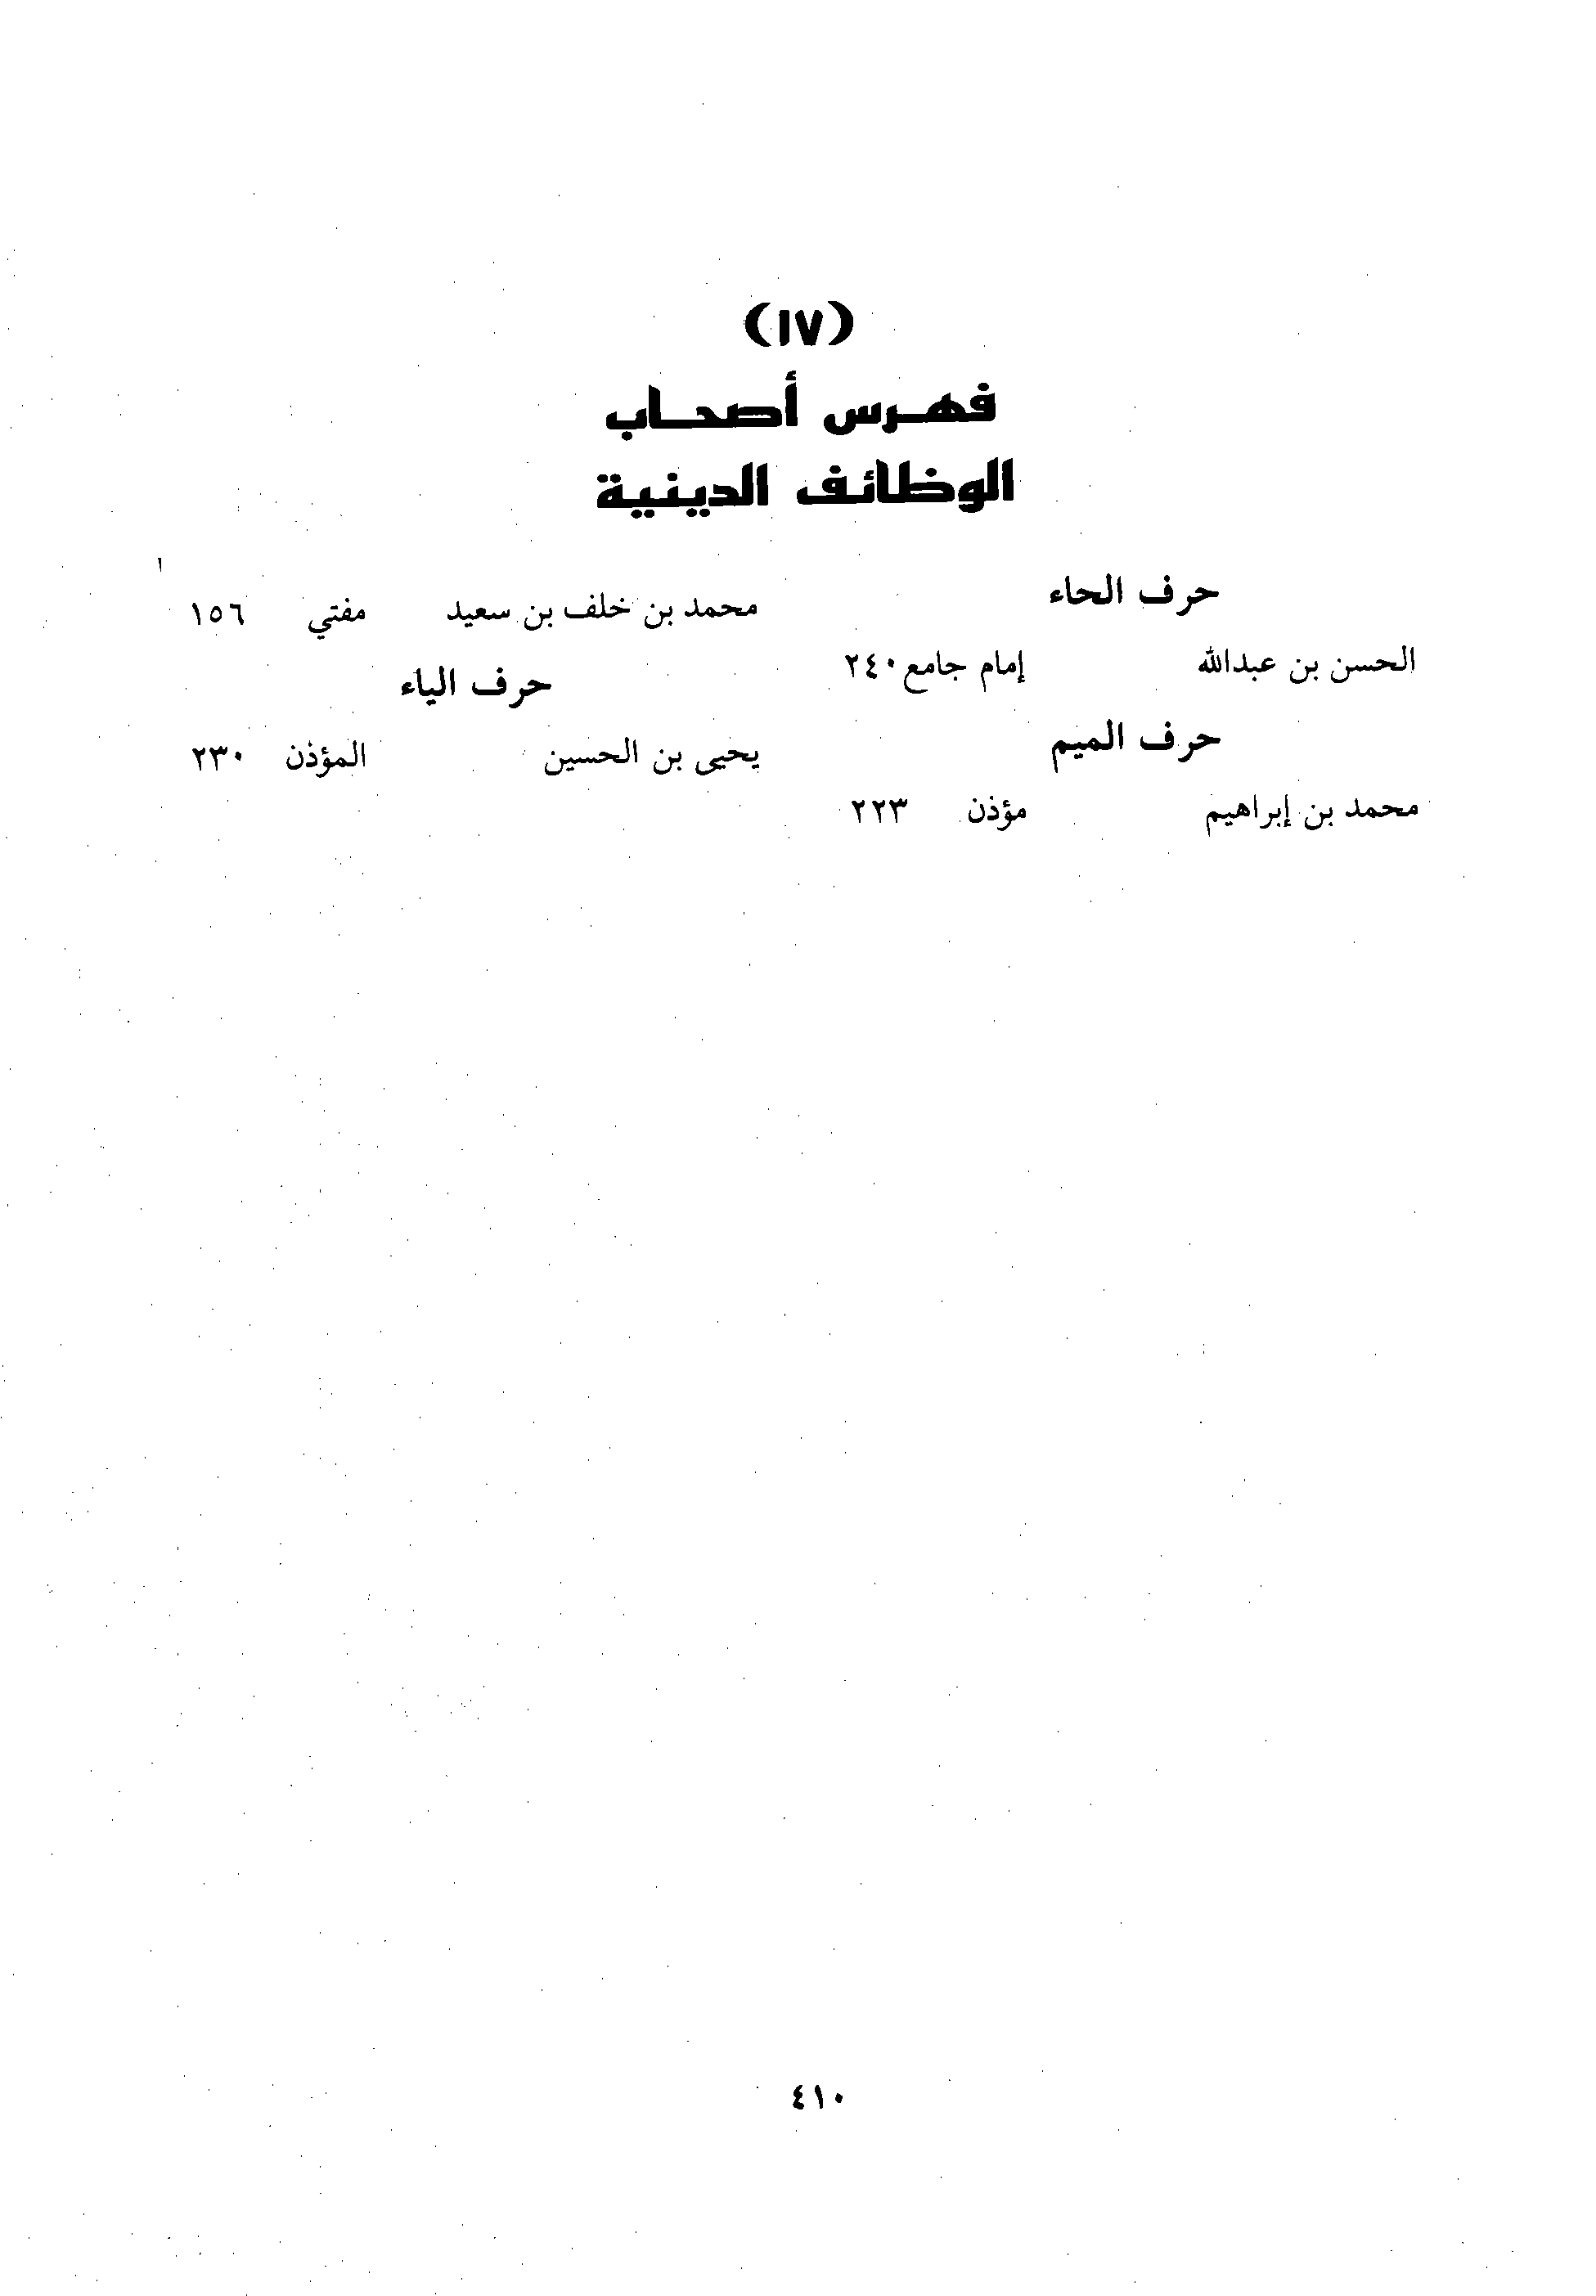 (١٧)
فهرس أصحاب
الوظائف الدينية
حرف الحاء
الحسن بن عبدالله إمام جامع ٢٤٠
حرف الميم
محمد بن إبراهيم مؤذن ٢٢٣
محمد بن خلف بن سعيد مفتي ١٥٦
حرف الياء
يحيى بن الحسين المؤذن ٢٣٠
٤١٠